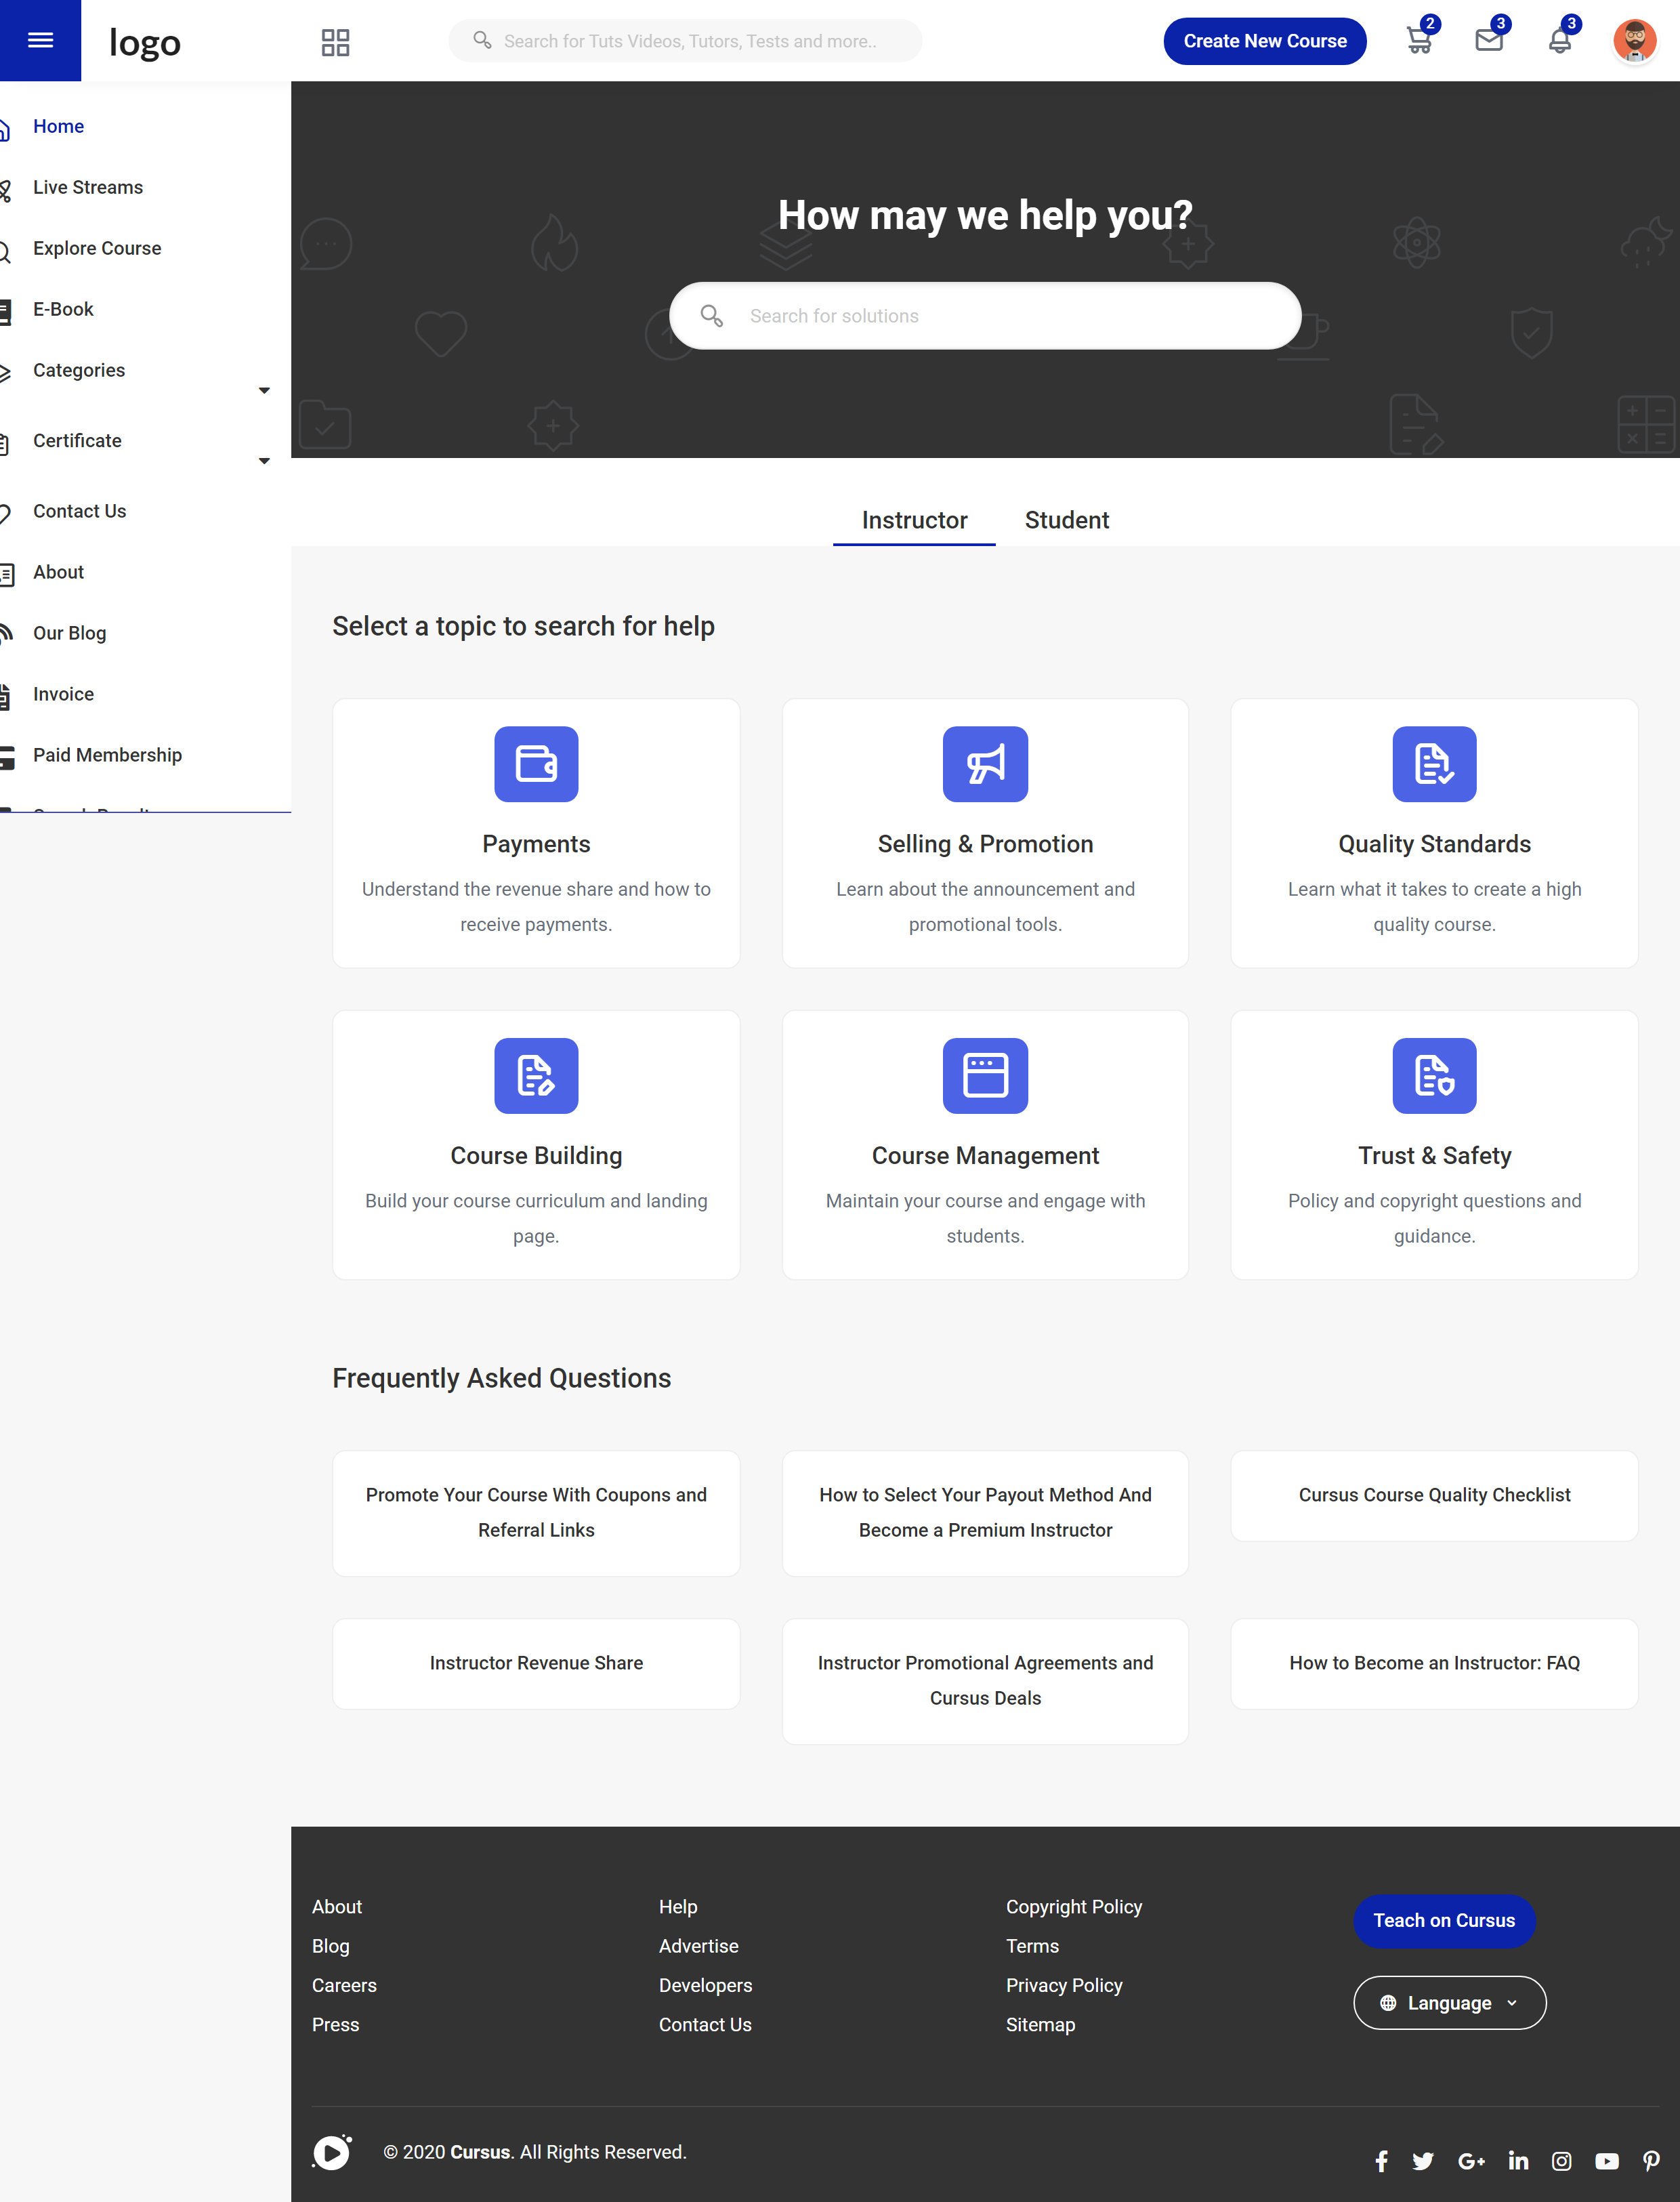 logo
Search for Tuts Videos, Tutors, Tests and more..
Create New Course
2
3
3
Home
Live Streams
Explore Course
E-Book
Categories
Certificate
Contact Us
About
Our Blog
Invoice
Paid Membership
How may we help you?
Search for solutions
Instructor
Student
Select a topic to search for help
Payments
Understand the revenue share and how to
receive payments.
Selling & Promotion
Learn about the announcement and
promotional tools.
Quality Standards
Learn what it takes to create a high
quality course.
Course Building
Build your course curriculum and landing
page.
Course Management
Maintain your course and engage with
students.
Trust & Safety
Policy and copyright questions and
guidance.
Frequently Asked Questions
Promote Your Course With Coupons and
Referral Links
How to Select Your Payout Method And
Become a Premium Instructor
Cursus Course Quality Checklist
Instructor Revenue Share
Instructor Promotional Agreements and
Cursus Deals
How to Become an Instructor: FAQ
About
Blog
Careers
Press
Help
Advertise
Developers
Contact Us
Copyright Policy
Terms
Privacy Policy
Sitemap
Teach on Cursus
Language
© 2020 Cursus. All Rights Reserved.